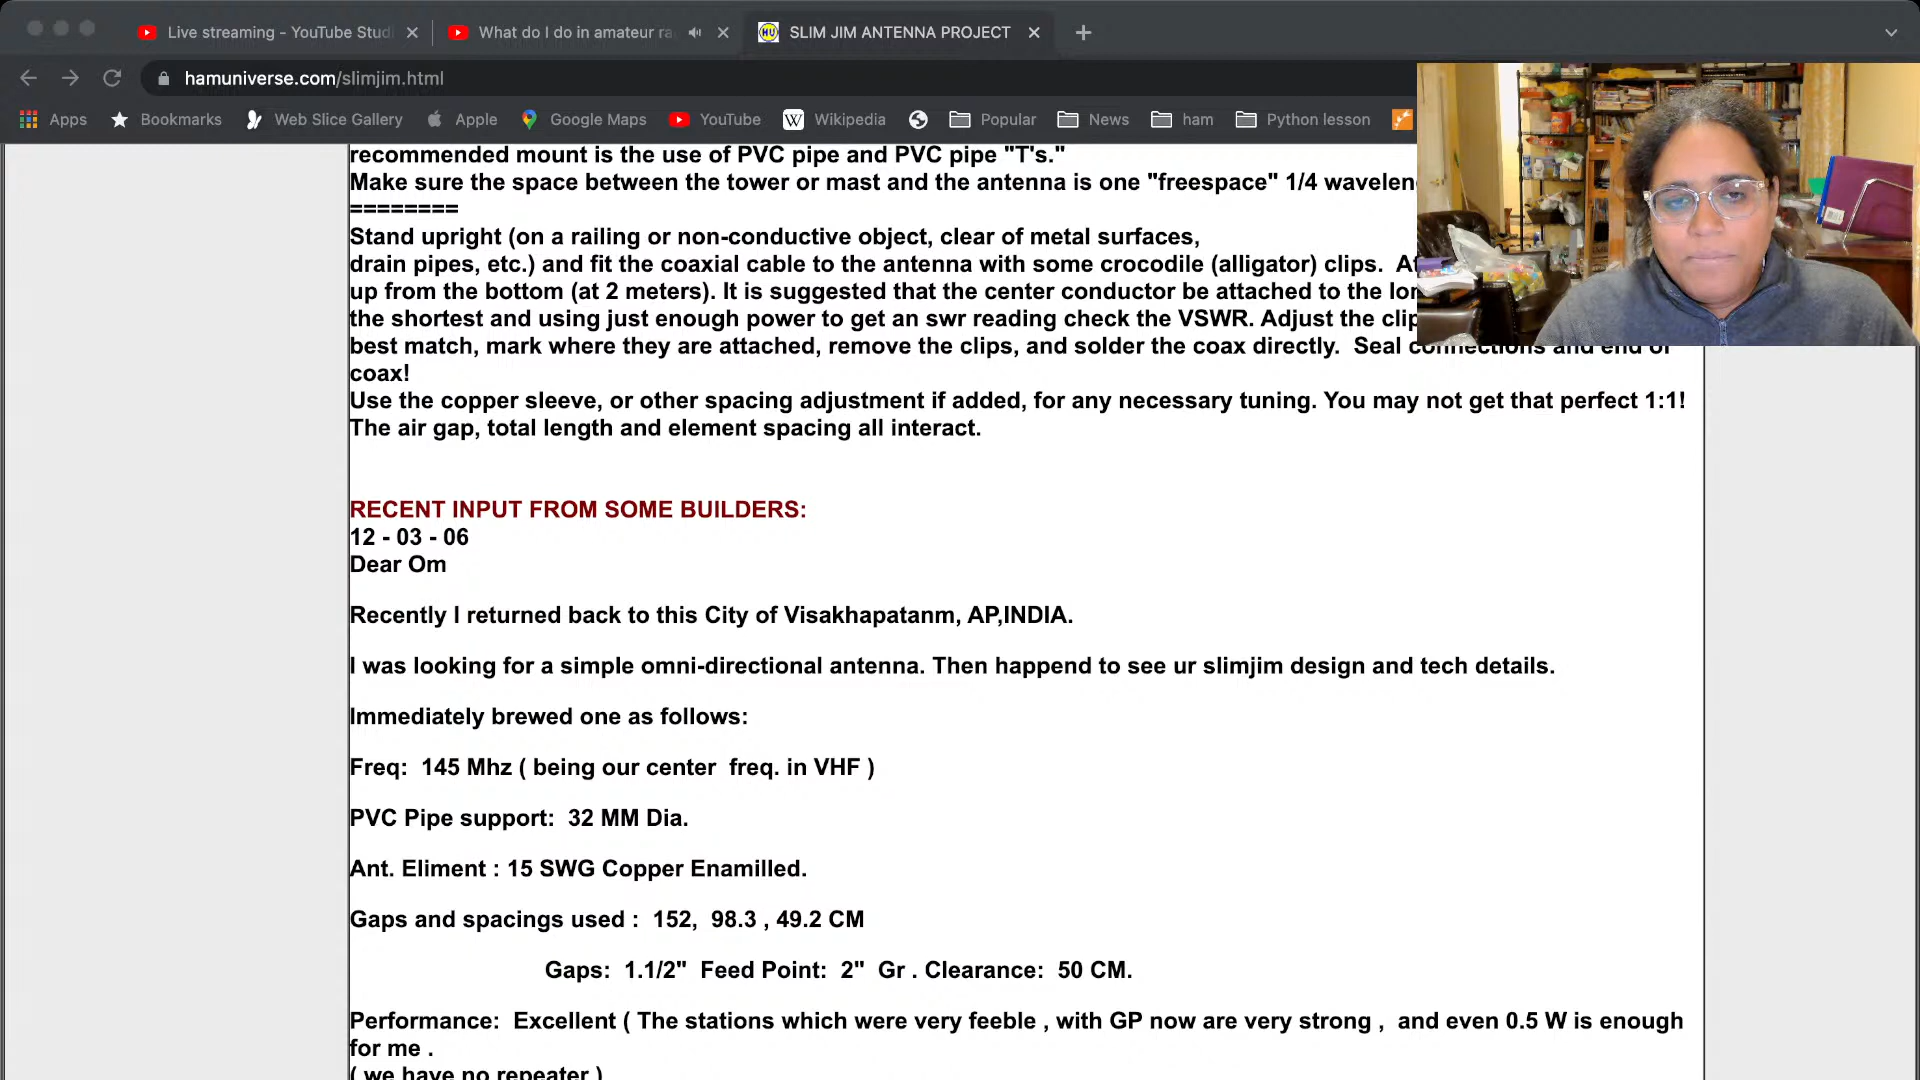 Live streaming - YouTube Studi
What do I do in amateur ra
SLIM JIM ANTENNA PROJECT
hamuniverse.com/slimjim.html
Apps Bookmarks Web Slice Gallery Apple Google Maps YouTube Wikipedia Popular News ham Python lesson
recommended mount is the use of PVC pipe and PVC pipe "T's."
Make sure the space between the tower or mast and the antenna is one "freespace" 1/4 wavelen
========
Stand upright (on a railing or non-conductive object, clear of metal surfaces,
drain pipes, etc.) and fit the coaxial cable to the antenna with some crocodile (alligator) clips. At
up from the bottom (at 2 meters). It is suggested that the center conductor be attached to the lon
the shortest and using just enough power to get an swr reading check the VSWR. Adjust the clip
best match, mark where they are attached, remove the clips, and solder the coax directly. Seal connections and end of
coax!
Use the copper sleeve, or other spacing adjustment if added, for any necessary tuning. You may not get that perfect 1:1!
The air gap, total length and element spacing all interact.
RECENT INPUT FROM SOME BUILDERS:
12 - 03 - 06
Dear Om
Recently I returned back to this City of Visakhapatanm, AP,INDIA.
I was looking for a simple omni-directional antenna. Then happend to see ur slimjim design and tech details.
Immediately brewed one as follows:
Freq: 145 Mhz ( being our center freq. in VHF )
PVC Pipe support: 32 MM Dia.
Ant. Eliment : 15 SWG Copper Enamilled.
Gaps and spacings used : 152, 98.3 , 49.2 CM
Gaps: 1.1/2" Feed Point: 2" Gr . Clearance: 50 CM.
Performance: Excellent ( The stations which were very feeble , with GP now are very strong , and even 0.5 W is enough
for me .
( we have no repeater )